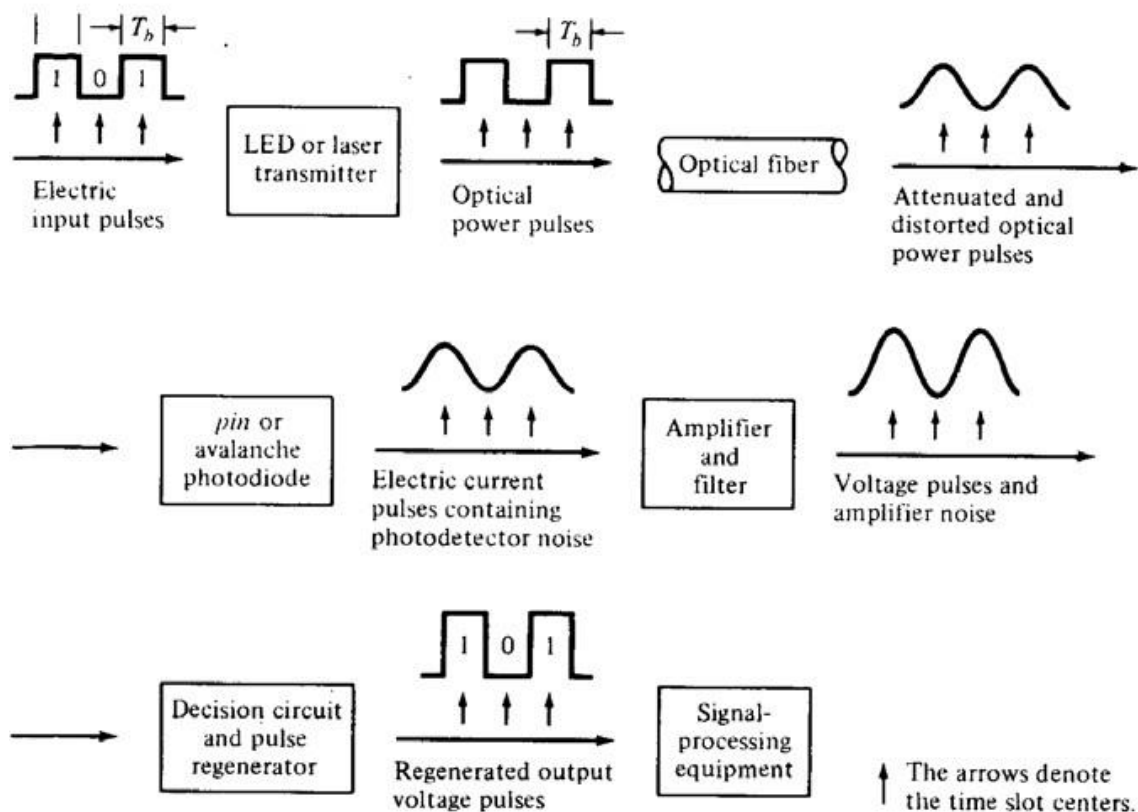 T_b
1 0 1
Electric
input pulses
LED or laser
transmitter
T_b
Optical
power pulses
Optical fiber
Attenuated and
distorted optical
power pulses
pin or
avalanche
photodiode
Electric current
pulses containing
photodetector noise
Amplifier
and
filter
Voltage pulses and
amplifier noise
Decision circuit
and pulse
regenerator
1 0 1
Regenerated output
voltage pulses
Signal-
processing
equipment
The arrows denote
the time slot centers.